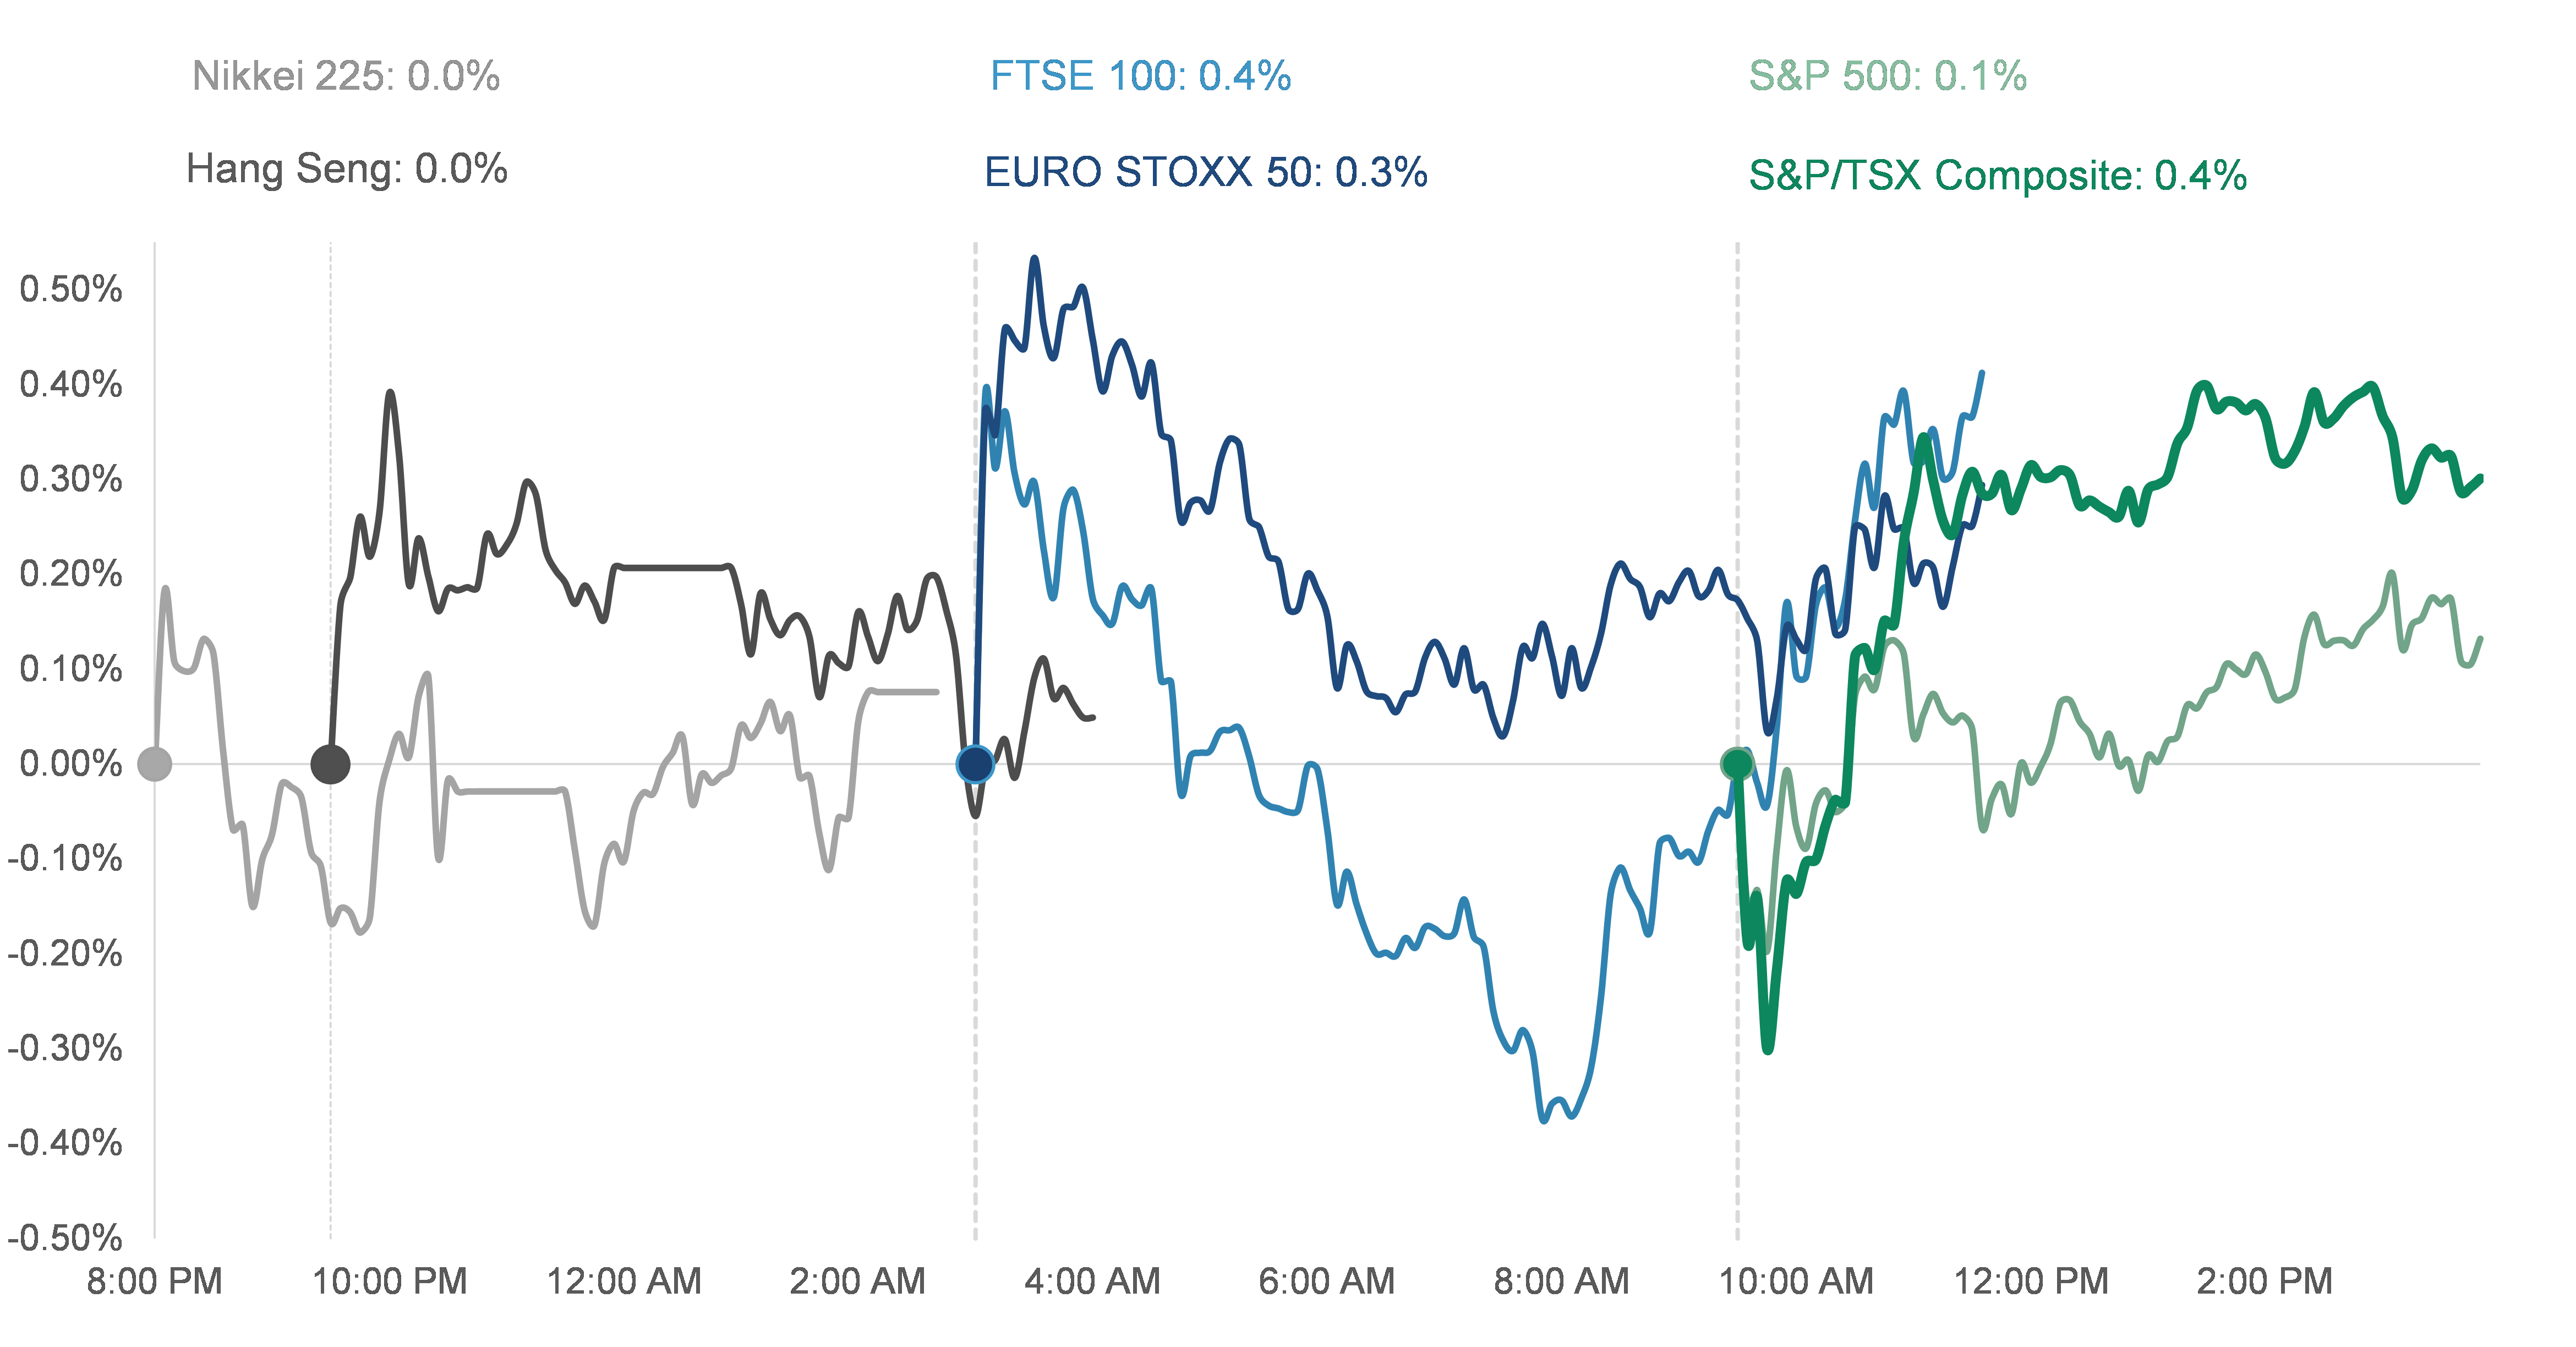 Nikkei 225: 0.0%
FTSE 100: 0.4%
S&P 500: 0.1%
Hang Seng: 0.0%
EURO STOXX 50: 0.3%
S&P/TSX Composite: 0.4%
0.50%
0.40%
0.30%
0.20%
0.10%
0.00%
-0.10%
-0.20%
-0.30%
-0.40%
-0.50%
8:00 PM
10:00 PM
12:00 AM
2:00 AM
4:00 AM
6:00 AM
8:00 AM
10:00 AM
12:00 PM
2:00 PM